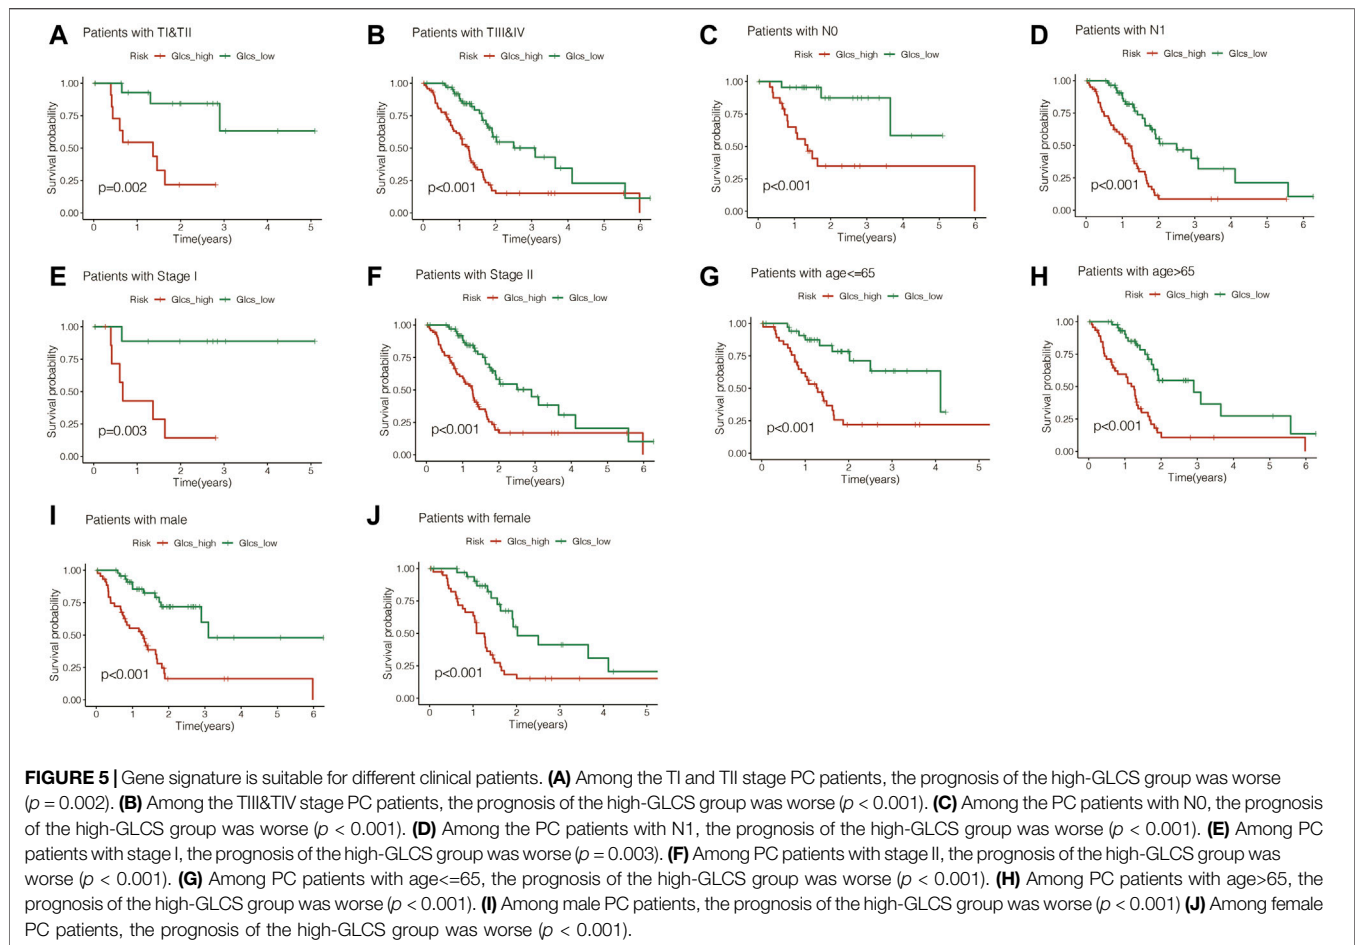 A Patients with TI&TII
Risk Glcs_high Glcs_low
1.00
0.75
0.50
0.25
0.00
Survival probability
p=0.002
0 1 2 3 4 5
Time(years)
B Patients with TIII&IV
Risk Glcs_high Glcs_low
1.00
0.75
0.50
0.25
0.00
Survival probability
p<0.001
0 1 2 3 4 5 6
Time(years)
C Patients with N0
Risk Glcs_high Glcs_low
1.00
0.75
0.50
0.25
0.00
Survival probability
p<0.001
0 1 2 3 4 5 6
Time(years)
D Patients with N1
Risk Glcs_high Glcs_low
1.00
0.75
0.50
0.25
0.00
Survival probability
p<0.001
0 1 2 3 4 5 6
Time(years)
E Patients with Stage I
Risk Glcs_high Glcs_low
1.00
0.75
0.50
0.25
0.00
Survival probability
p=0.003
0 1 2 3 4 5
Time(years)
F Patients with Stage II
Risk Glcs_high Glcs_low
1.00
0.75
0.50
0.25
0.00
Survival probability
p<0.001
0 1 2 3 4 5 6
Time(years)
G Patients with age<=65
Risk Glcs_high Glcs_low
1.00
0.75
0.50
0.25
0.00
Survival probability
p<0.001
0 1 2 3 4 5
Time(years)
H Patients with age>65
Risk Glcs_high Glcs_low
1.00
0.75
0.50
0.25
0.00
Survival probability
p<0.001
0 1 2 3 4 5 6
Time(years)
I Patients with male
Risk Glcs_high Glcs_low
1.00
0.75
0.50
0.25
0.00
Survival probability
p<0.001
0 1 2 3 4 5 6
Time(years)
J Patients with female
Risk Glcs_high Glcs_low
1.00
0.75
0.50
0.25
0.00
Survival probability
p<0.001
0 1 2 3 4 5
Time(years)
FIGURE 5 | Gene signature is suitable for different clinical patients. (A) Among the TI and TII stage PC patients, the prognosis of the high-GLCS group was worse
(p = 0.002). (B) Among the TIII&TIV stage PC patients, the prognosis of the high-GLCS group was worse (p < 0.001). (C) Among the PC patients with N0, the prognosis
of the high-GLCS group was worse (p < 0.001). (D) Among the PC patients with N1, the prognosis of the high-GLCS group was worse (p < 0.001). (E) Among PC
patients with stage I, the prognosis of the high-GLCS group was worse (p = 0.003). (F) Among PC patients with stage II, the prognosis of the high-GLCS group was
worse (p < 0.001). (G) Among PC patients with age<=65, the prognosis of the high-GLCS group was worse (p < 0.001). (H) Among PC patients with age>65, the
prognosis of the high-GLCS group was worse (p < 0.001). (I) Among male PC patients, the prognosis of the high-GLCS group was worse (p < 0.001) (J) Among female
PC patients, the prognosis of the high-GLCS group was worse (p < 0.001).